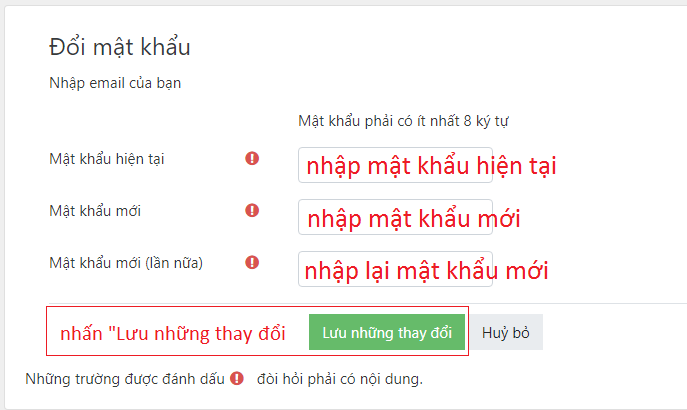 Đổi mật khẩu
Nhập email của bạn
Mật khẩu phải có ít nhất 8 ký tự
Mật khẩu hiện tại nhập mật khẩu hiện tại
Mật khẩu mới nhập mật khẩu mới
Mật khẩu mới (lần nữa) nhập lại mật khẩu mới
nhấn "Lưu những thay đổi Lưu những thay đổi Huỷ bỏ
Những trường được đánh dấu đòi hỏi phải có nội dung.